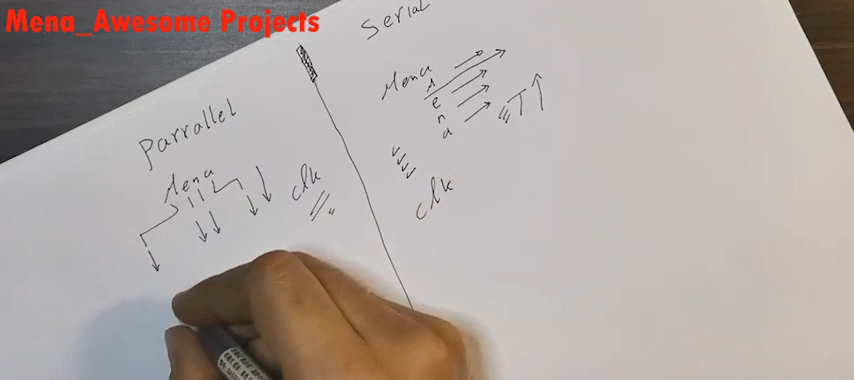 Mena_Awesome Projects
Serial
Mena
M
e
n
a
T
clk
Parrallel
Mena
clk